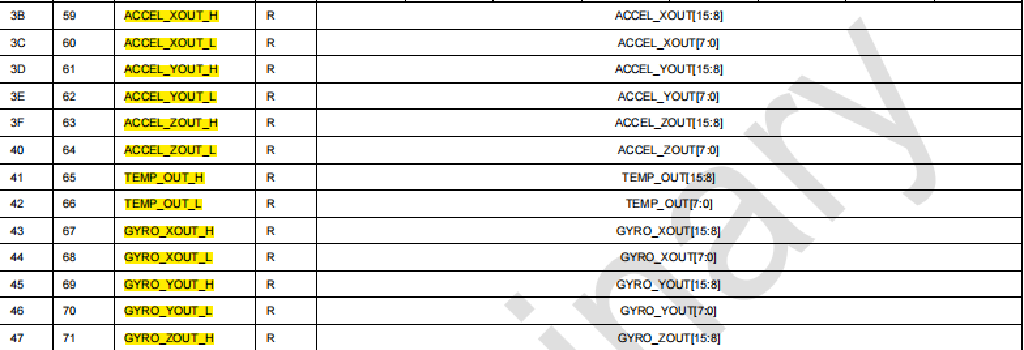 3B 59 ACCEL_XOUT_H R ACCEL_XOUT[15:8]
3C 60 ACCEL_XOUT_L R ACCEL_XOUT[7:0]
3D 61 ACCEL_YOUT_H R ACCEL_YOUT[15:8]
3E 62 ACCEL_YOUT_L R ACCEL_YOUT[7:0]
3F 63 ACCEL_ZOUT_H R ACCEL_ZOUT[15:8]
40 64 ACCEL_ZOUT_L R ACCEL_ZOUT[7:0]
41 65 TEMP_OUT_H R TEMP_OUT[15:8]
42 66 TEMP_OUT_L R TEMP_OUT[7:0]
43 67 GYRO_XOUT_H R GYRO_XOUT[15:8]
44 68 GYRO_XOUT_L R GYRO_XOUT[7:0]
45 69 GYRO_YOUT_H R GYRO_YOUT[15:8]
46 70 GYRO_YOUT_L R GYRO_YOUT[7:0]
47 71 GYRO_ZOUT_H R GYRO_ZOUT[15:8]
inary